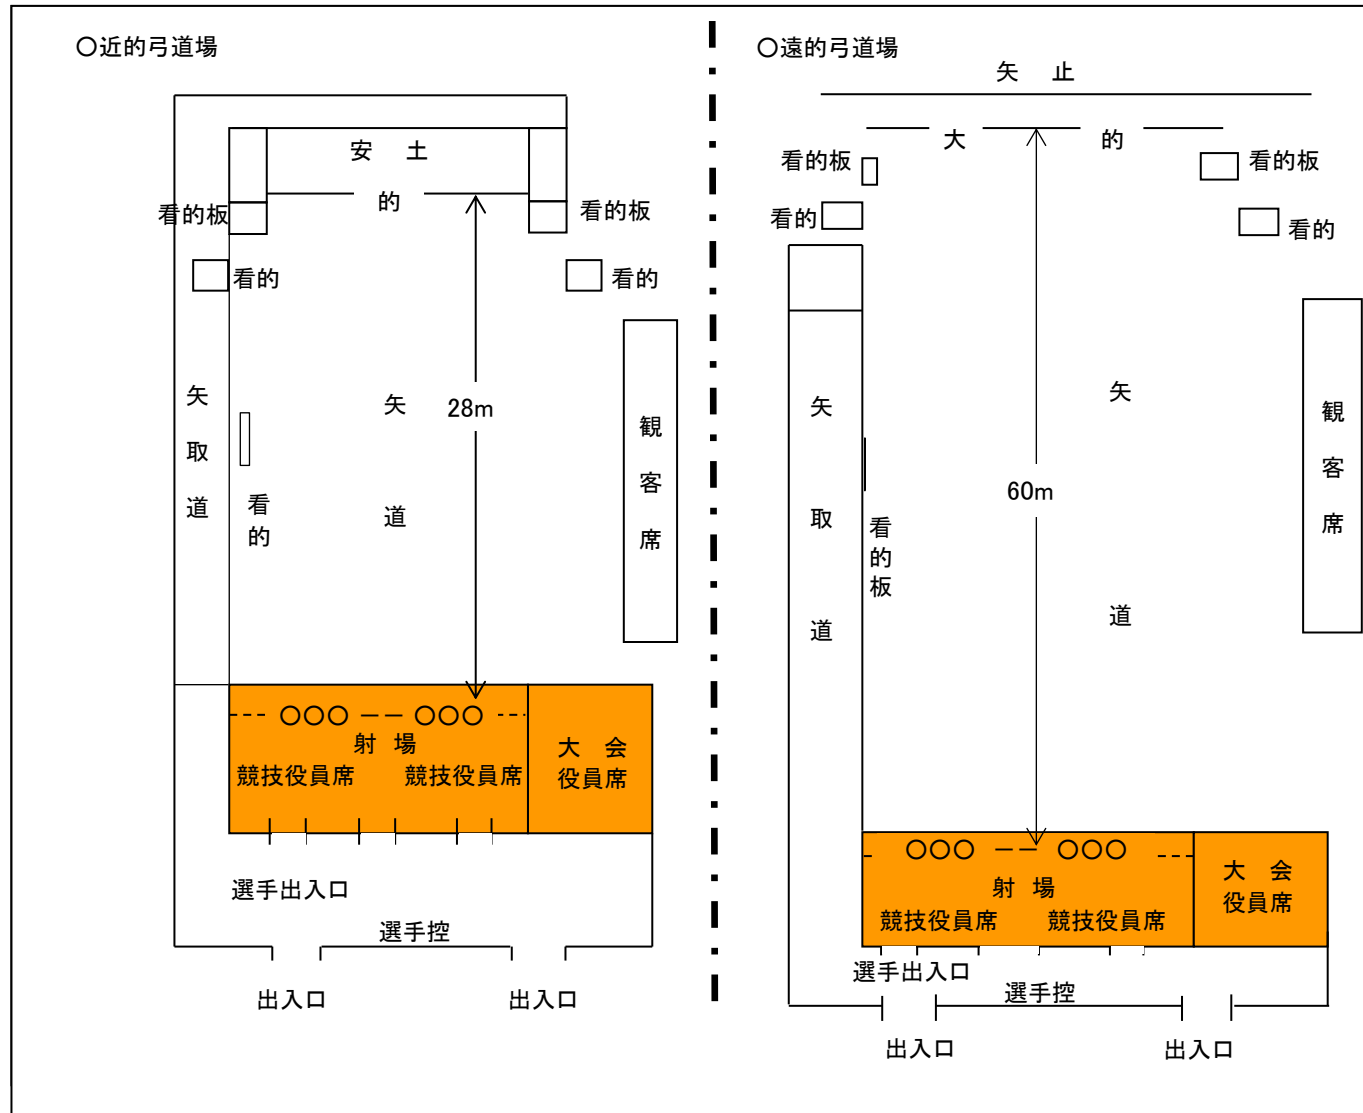 〇近的弓道場
安 土
的
看的板
看的板
看的
看的
矢取道
看的
矢道
28m
観客席
〇〇〇 ―― 〇〇〇
射 場
競技役員席
競技役員席
大 会
役員席
選手出入口
選手控
出入口
出入口
〇遠的弓道場
矢 止
大 的
看的板
看的板
看的
看的
矢取道
看的板
矢道
60m
観客席
〇〇〇 ―― 〇〇〇
射 場
競技役員席
競技役員席
大 会
役員席
選手出入口
選手控
出入口
出入口